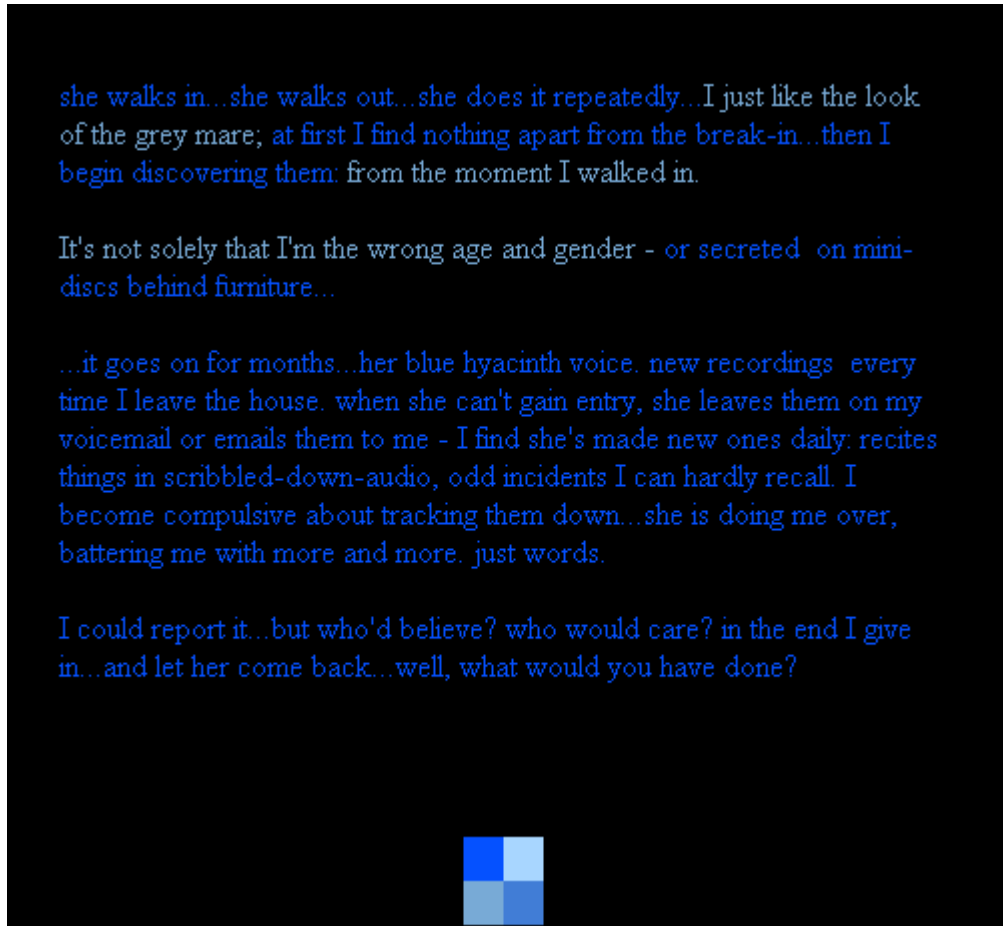 she walks in...she walks out...she does it repeatedly...I just like the look
of the grey mare; at first I find nothing apart from the break-in...then I
begin discovering them: from the moment I walked in.
It's not solely that I'm the wrong age and gender - or secreted  on mini-
discs behind furniture...
...it goes on for months...her blue hyacinth voice. new recordings  every
time I leave the house. when she can't gain entry, she leaves them on my
voicemail or emails them to me - I find she's made new ones daily: recites
things in scribbled-down-audio, odd incidents I can hardly recall. I
become compulsive about tracking them down...she is doing me over,
battering me with more and more. just words.
I could report it...but who'd believe? who would care? in the end I give
in...and let her come back...well, what would you have done?